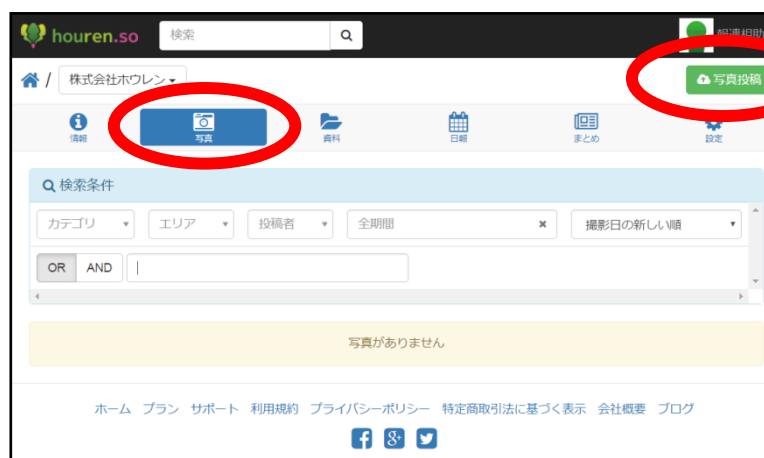 houren.so 検索 報連相助
/ 株式会社ホウレン 写真投稿
情報 写真 資料 日報 まとめ 設定
検索条件
カテゴリ エリア 投稿者 全期間 撮影日の新しい順
OR AND
写真がありません
ホーム プラン サポート 利用規約 プライバシーポリシー 特定商取引法に基づく表示 会社概要 ブログ